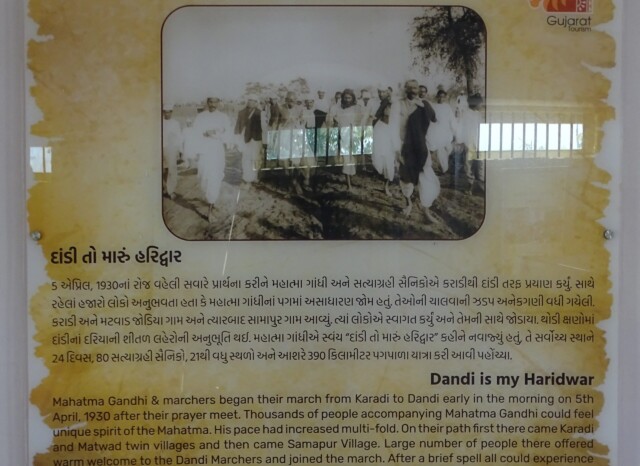 Gujarat
Tourism
દાંડી તો મારું હરિદ્વાર
5 એપ્રિલ, 1930નાં રોજ વહેલી સવારે પ્રાર્થના કરીને મહાત્મા ગાંધી અને સત્યાગ્રહી સૈનિકોએ કરાડીથી દાંડી તરફ પ્રયાણ કર્યું. સાથે
રહેલાં હજારો લોકો અનુભવતા હતા કે મહાત્મા ગાંધીનાં પગમાં અસાધારણ જોમ હતું. તેઓની ચાલવાની ઝડપ અનેકગણી વધી ગયેલી.
કરાડી અને મટવાડ જોડિયા ગામ અને ત્યારબાદ સામાપુર ગામ આવ્યું. ત્યાં લોકોએ સ્વાગત કર્યું અને તેમની સાથે જોડાયા. થોડી ક્ષણોમાં
દાંડીનાં દરિયાની શીતળ લહેરોની અનુભૂતિ થઈ. મહાત્મા ગાંધીએ સ્વયં “દાંડી તો મારું હરિદ્વાર” કહીને નવાજ્યું હતું, તે સર્વોચ્ચ સ્થાને
24 દિવસ, 80 સત્યાગ્રહી સૈનિકો, 21થી વધુ સ્થળો અને આશરે 390 કિલામીટર પગપાળા યાત્રા કરી આવી પહોંચ્યા.
Dandi is my Haridwar
Mahatma Gandhi & marchers began their march from Karadi to Dandi early in the morning on 5th
April, 1930 after their prayer meet. Thousands of people accompanying Mahatma Gandhi could feel
unique spirit of the Mahatma. His pace had increased multi-fold. On their path first there came Karadi
and Matwad twin villages and then came Samapur Village. Large number of people there offered
warm welcome to the Dandi Marchers and joined the march. After a brief spell all could experience